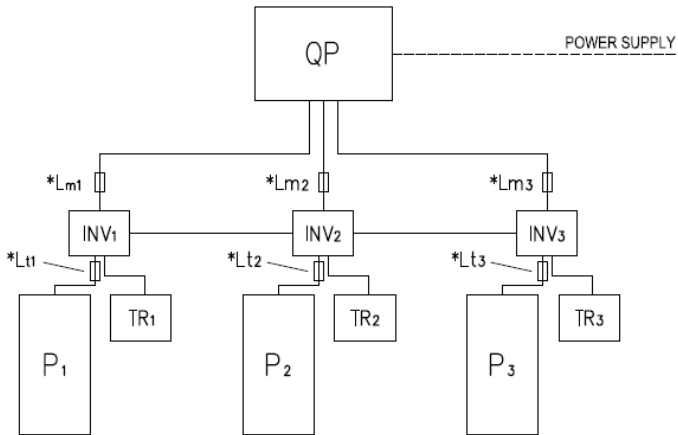 QP
POWER SUPPLY
*Lm1
*Lm2
*Lm3
INV1
INV2
INV3
*Lt1
*Lt2
*Lt3
P1
TR1
P2
TR2
P3
TR3